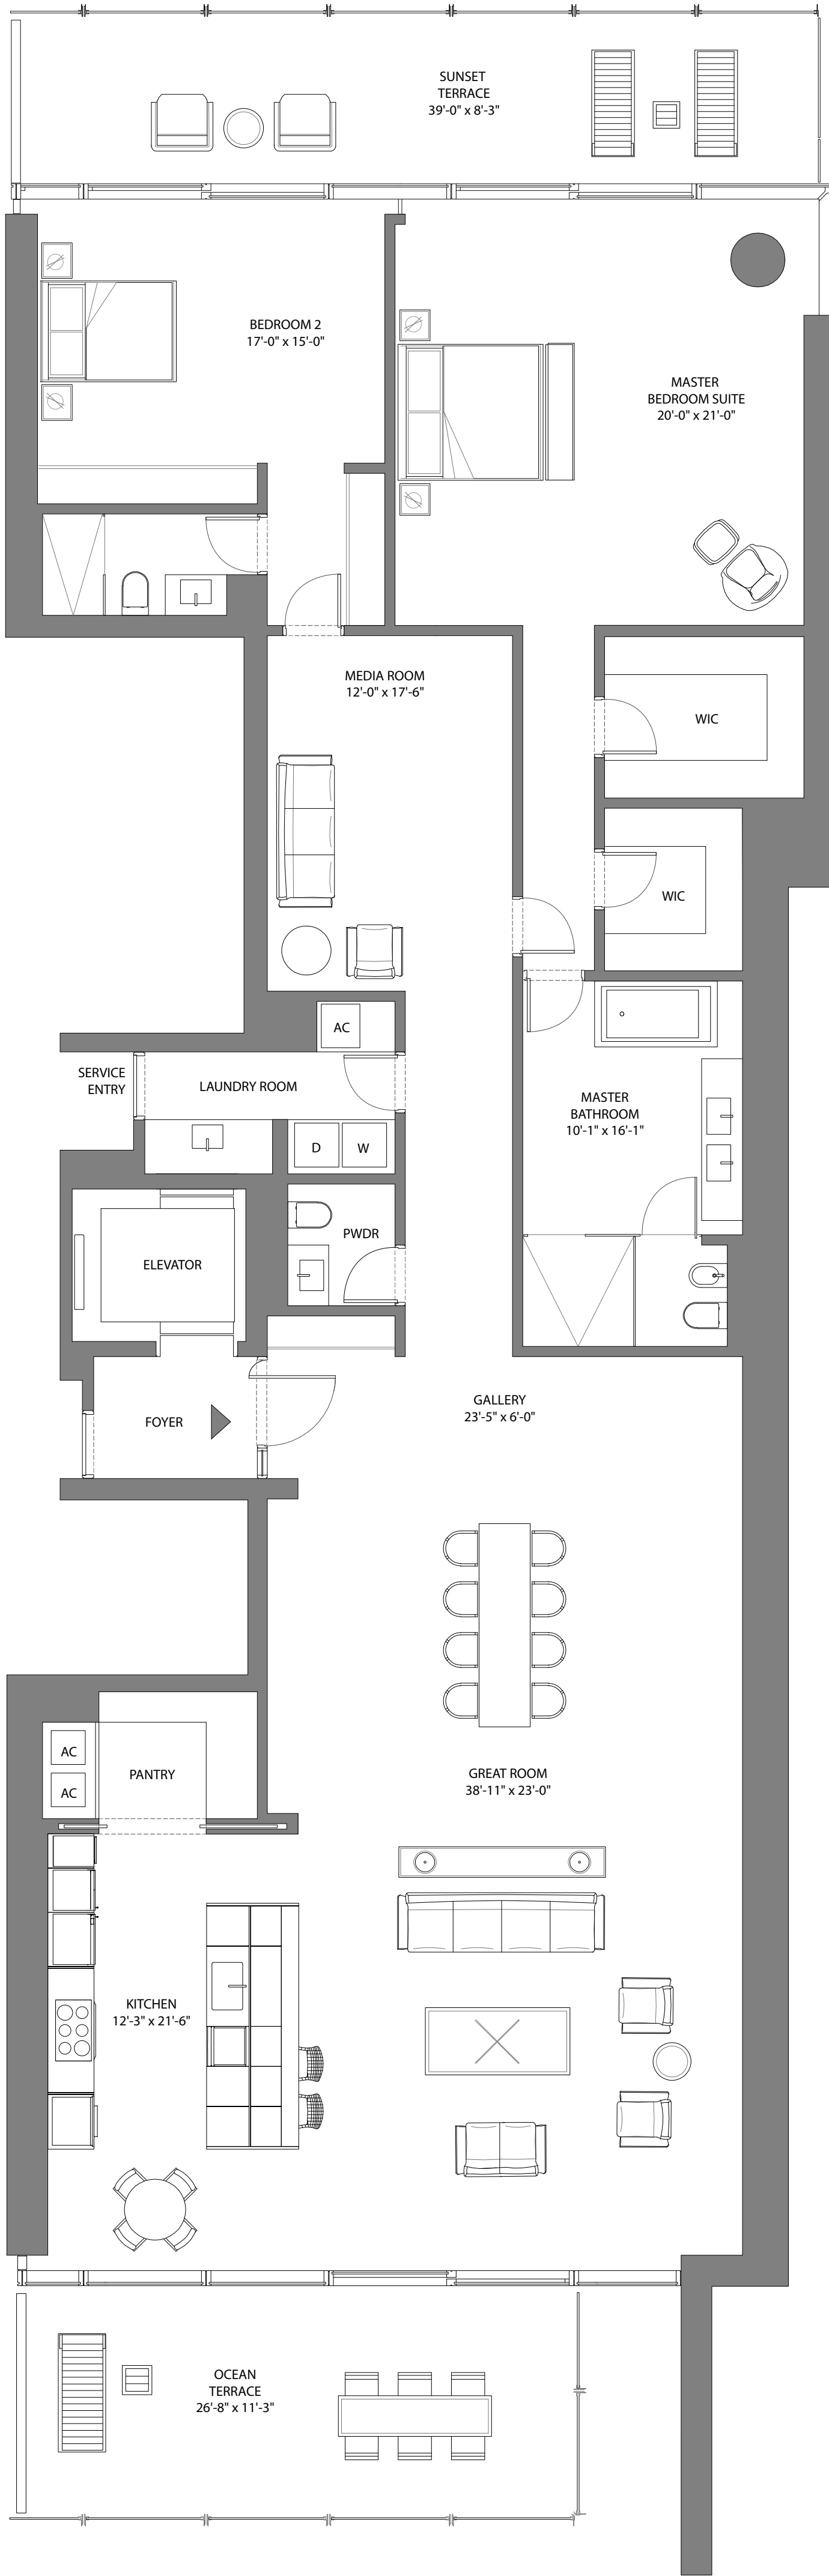 SUNSET
TERRACE
39'-0" x 8'-3"
BEDROOM 2
17'-0" x 15'-0"
MASTER
BEDROOM SUITE
20'-0" x 21'-0"
MEDIA ROOM
12'-0" x 17'-6"
WIC
WIC
AC
SERVICE
ENTRY
LAUNDRY ROOM
MASTER
BATHROOM
10'-1" x 16'-1"
D
W
PWDR
ELEVATOR
FOYER
GALLERY
23'-5" x 6'-0"
AC
AC
PANTRY
GREAT ROOM
38'-11" x 23'-0"
KITCHEN
12'-3" x 21'-6"
OCEAN
TERRACE
26'-8" x 11'-3"